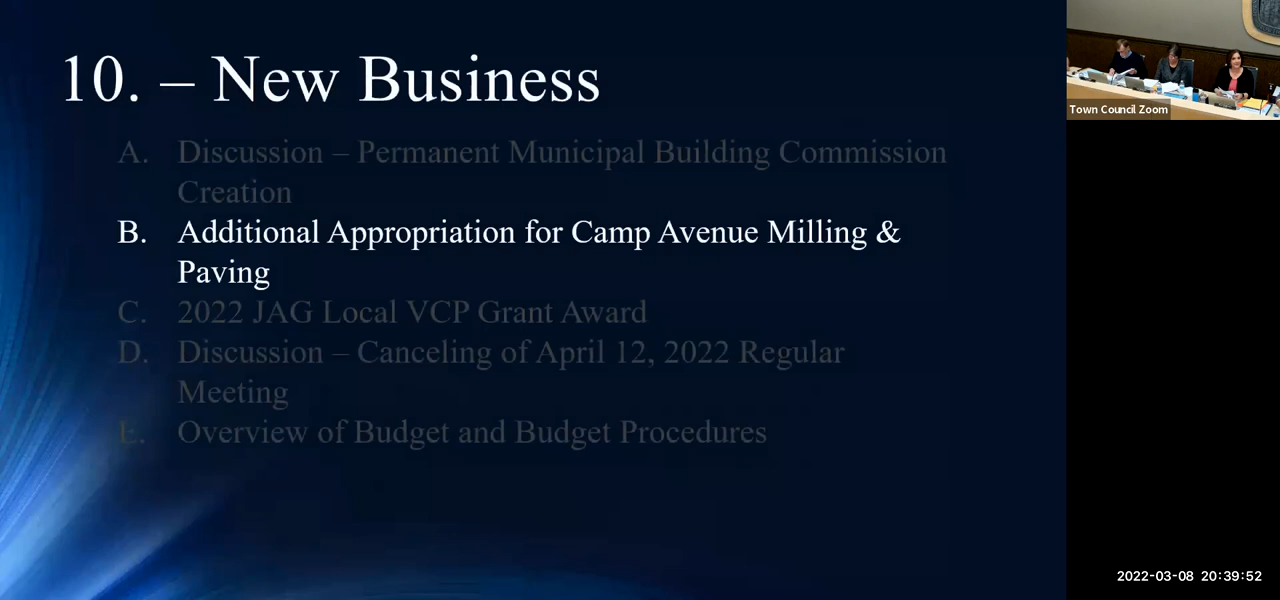 10. – New Business
A. Discussion – Permanent Municipal Building Commission
Creation
B. Additional Appropriation for Camp Avenue Milling &
Paving
C. 2022 JAG Local VCP Grant Award
D. Discussion – Canceling of April 12, 2022 Regular
Meeting
E. Overview of Budget and Budget Procedures
Town Council Zoom
2022-03-08 20:39:52